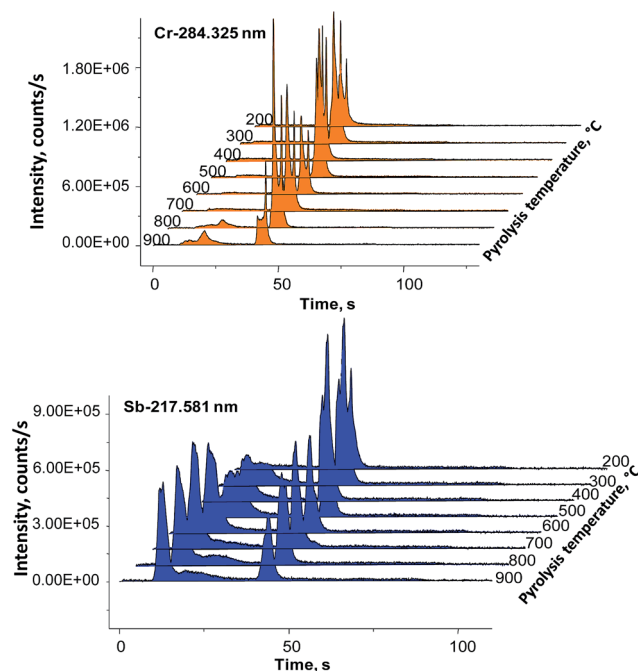 Cr-284.325 nm
Intensity, counts/s
1.80E+06
1.20E+06
6.00E+05
0.00E+00
200
300
400
500
600
700
800
900
Pyrolysis temperature, °C
0
50
100
Time, s
Sb-217.581 nm
Intensity, counts/s
9.00E+05
6.00E+05
3.00E+05
0.00E+00
200
300
400
500
600
700
800
900
Pyrolysis temperature, °C
0
50
100
Time, s